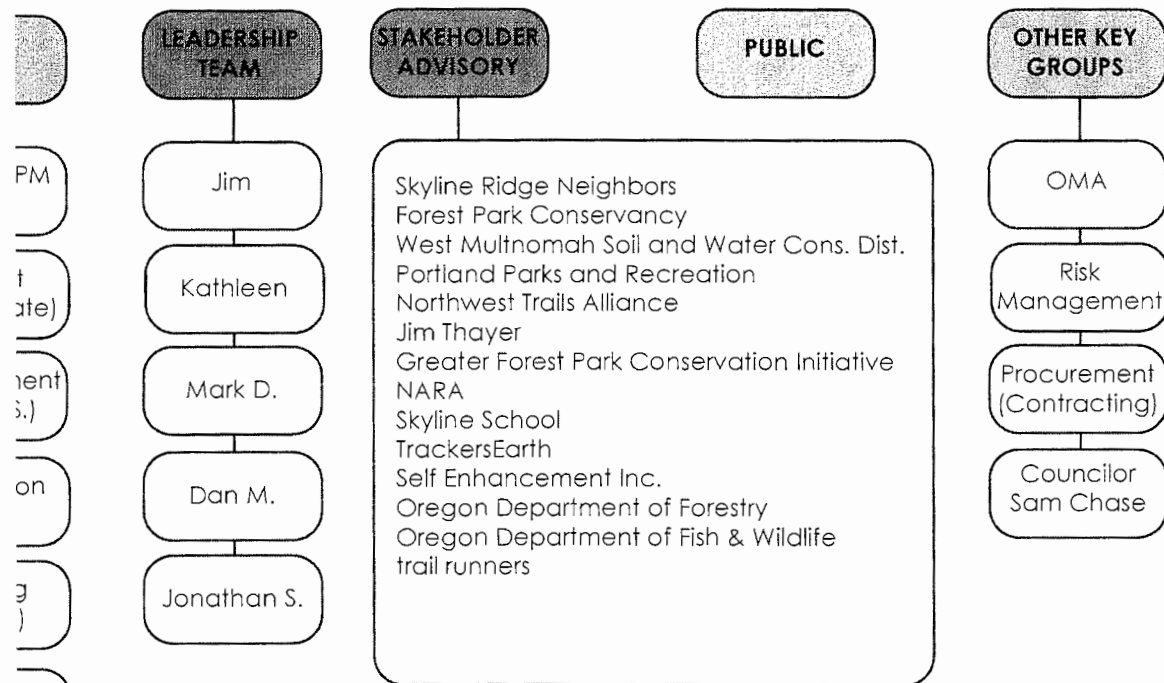 PM
t
ate)
ent
S.)
on
g
)
LEADERSHIP
TEAM
Jim
Kathleen
Mark D.
Dan M.
Jonathan S.
STAKEHOLDER
ADVISORY
PUBLIC
Skyline Ridge Neighbors
Forest Park Conservancy
West Multnomah Soil and Water Cons. Dist.
Portland Parks and Recreation
Northwest Trails Alliance
Jim Thayer
Greater Forest Park Conservation Initiative
NARA
Skyline School
TrackersEarth
Self Enhancement Inc.
Oregon Department of Forestry
Oregon Department of Fish & Wildlife
trail runners
OTHER KEY
GROUPS
OMA
Risk
Management
Procurement
(Contracting)
Councilor
Sam Chase